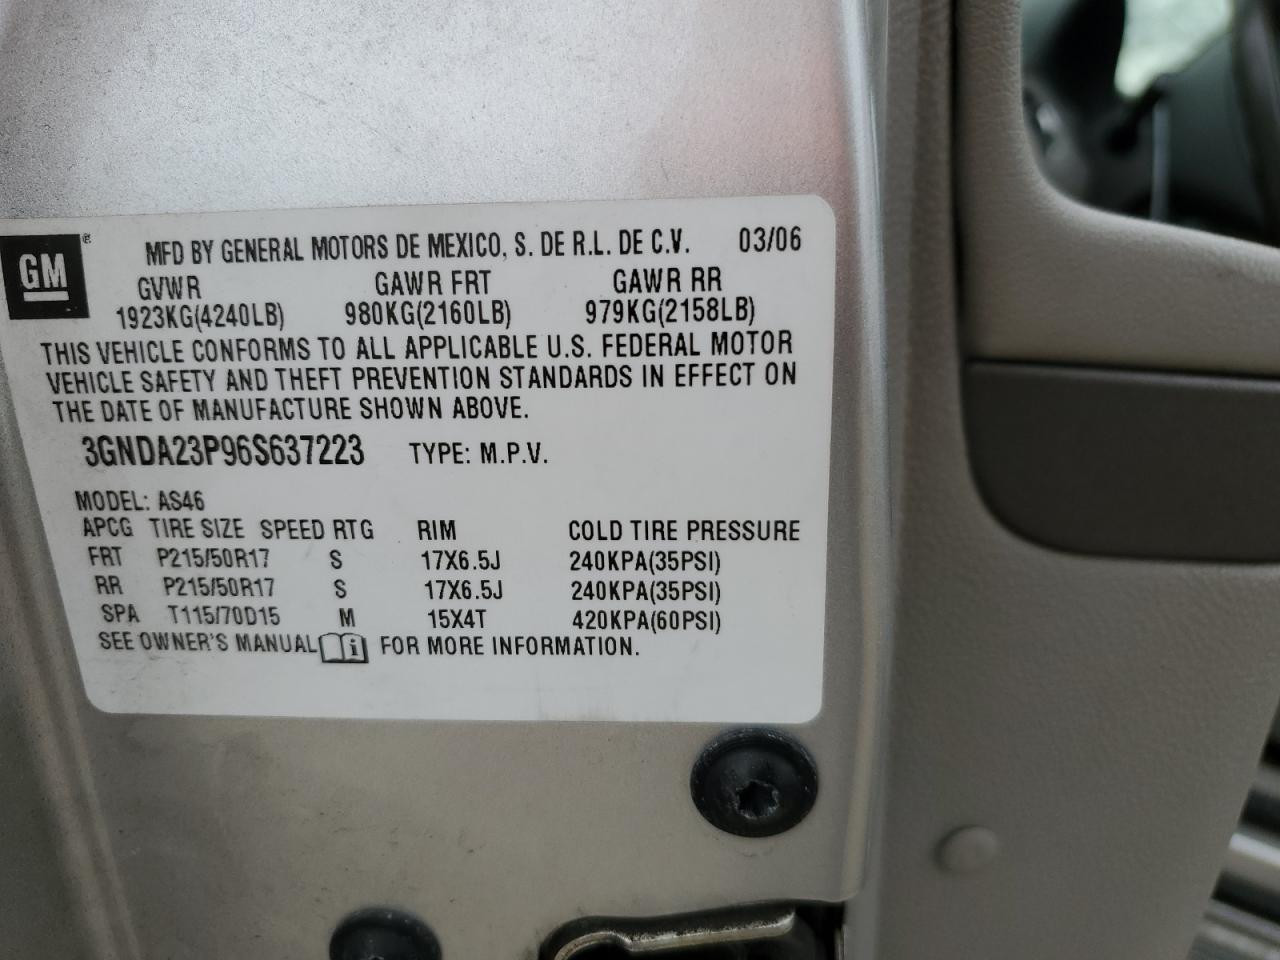 GM ® MFD BY GENERAL MOTORS DE MEXICO, S. DE R.L. DE C.V. 03/06
GVWR GAWR FRT GAWR RR
1923KG(4240LB) 980KG(2160LB) 979KG(2158LB)
THIS VEHICLE CONFORMS TO ALL APPLICABLE U.S. FEDERAL MOTOR
VEHICLE SAFETY AND THEFT PREVENTION STANDARDS IN EFFECT ON
THE DATE OF MANUFACTURE SHOWN ABOVE.
3GNDA23P96S637223 TYPE: M.P.V.
MODEL: AS46
APCG TIRE SIZE SPEED RTG RIM COLD TIRE PRESSURE
FRT P215/50R17 S 17X6.5J 240KPA(35PSI)
RR P215/50R17 S 17X6.5J 240KPA(35PSI)
SPA T115/70D15 M 15X4T 420KPA(60PSI)
SEE OWNER'S MANUAL i FOR MORE INFORMATION.